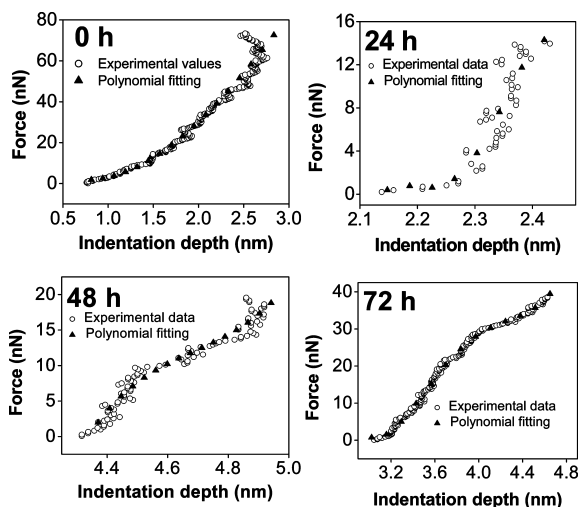 0 h
Experimental values
Polynomial fitting
Force (nN)
80
60
40
20
0
0.5 1.0 1.5 2.0 2.5 3.0
Indentation depth (nm)
24 h
Experimental data
Polynomial fitting
Force (nN)
16
12
8
4
0
2.1 2.2 2.3 2.4
Indentation depth (nm)
48 h
Experimental data
Polynomial fitting
Force (nN)
20
15
10
5
0
4.4 4.6 4.8 5.0
Indentation depth (nm)
72 h
Experimental data
Polynomial fitting
Force (nN)
40
30
20
10
0
3.2 3.6 4.0 4.4 4.8
Indentation depth (nm)